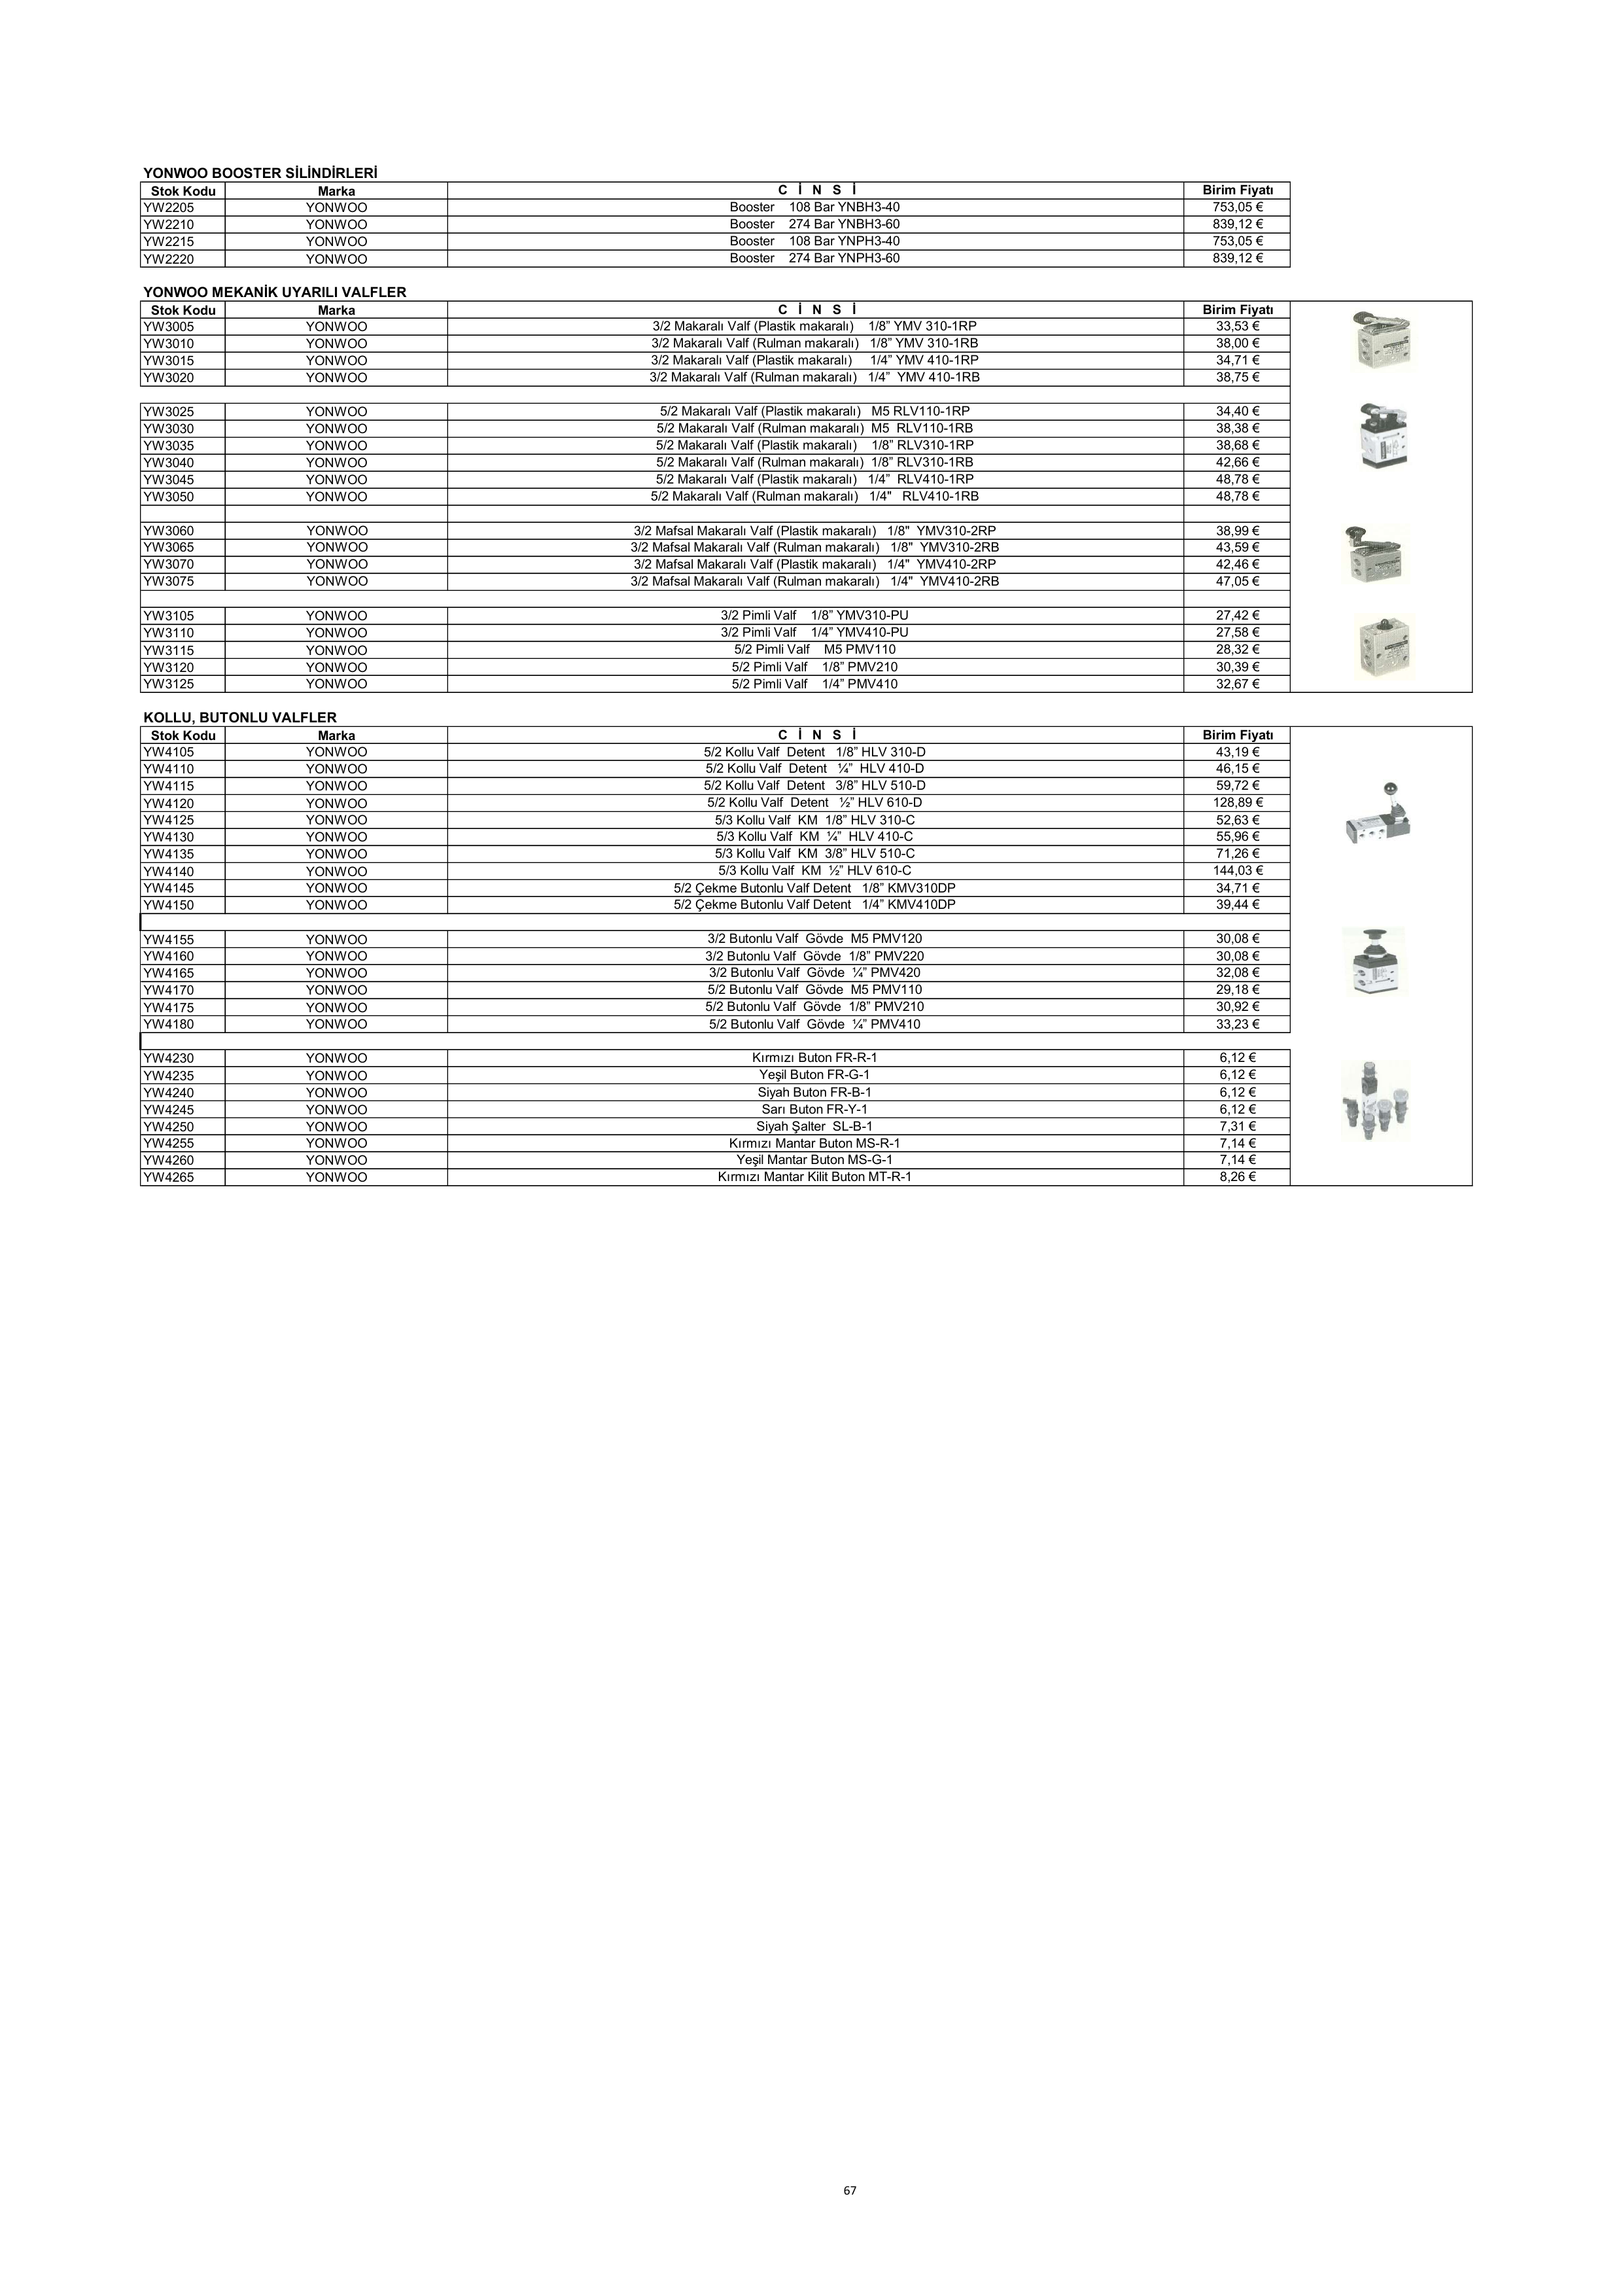 YONWOO BOOSTER SİLİNDİRLERİ
Stok Kodu Marka C İ N S İ Birim Fiyatı
YW2205 YONWOO Booster 108 Bar YNBH3-40 753,05 €
YW2210 YONWOO Booster 274 Bar YNBH3-60 839,12 €
YW2215 YONWOO Booster 108 Bar YNPH3-40 753,05 €
YW2220 YONWOO Booster 274 Bar YNPH3-60 839,12 €
YONWOO MEKANİK UYARILI VALFLER
Stok Kodu Marka C İ N S İ Birim Fiyatı
YW3005 YONWOO 3/2 Makaralı Valf (Plastik makaralı) 1/8” YMV 310-1RP 33,53 €
YW3010 YONWOO 3/2 Makaralı Valf (Rulman makaralı) 1/8” YMV 310-1RB 38,00 €
YW3015 YONWOO 3/2 Makaralı Valf (Plastik makaralı) 1/4” YMV 410-1RP 34,71 €
YW3020 YONWOO 3/2 Makaralı Valf (Rulman makaralı) 1/4” YMV 410-1RB 38,75 €
YW3025 YONWOO 5/2 Makaralı Valf (Plastik makaralı) M5 RLV110-1RP 34,40 €
YW3030 YONWOO 5/2 Makaralı Valf (Rulman makaralı) M5 RLV110-1RB 38,38 €
YW3035 YONWOO 5/2 Makaralı Valf (Plastik makaralı) 1/8” RLV310-1RP 38,68 €
YW3040 YONWOO 5/2 Makaralı Valf (Rulman makaralı) 1/8” RLV310-1RB 42,66 €
YW3045 YONWOO 5/2 Makaralı Valf (Plastik makaralı) 1/4” RLV410-1RP 48,78 €
YW3050 YONWOO 5/2 Makaralı Valf (Rulman makaralı) 1/4" RLV410-1RB 48,78 €
YW3060 YONWOO 3/2 Mafsal Makaralı Valf (Plastik makaralı) 1/8" YMV310-2RP 38,99 €
YW3065 YONWOO 3/2 Mafsal Makaralı Valf (Rulman makaralı) 1/8" YMV310-2RB 43,59 €
YW3070 YONWOO 3/2 Mafsal Makaralı Valf (Plastik makaralı) 1/4" YMV410-2RP 42,46 €
YW3075 YONWOO 3/2 Mafsal Makaralı Valf (Rulman makaralı) 1/4" YMV410-2RB 47,05 €
YW3105 YONWOO 3/2 Pimli Valf 1/8” YMV310-PU 27,42 €
YW3110 YONWOO 3/2 Pimli Valf 1/4” YMV410-PU 27,58 €
YW3115 YONWOO 5/2 Pimli Valf M5 PMV110 28,32 €
YW3120 YONWOO 5/2 Pimli Valf 1/8” PMV210 30,39 €
YW3125 YONWOO 5/2 Pimli Valf 1/4” PMV410 32,67 €
KOLLU, BUTONLU VALFLER
Stok Kodu Marka C İ N S İ Birim Fiyatı
YW4105 YONWOO 5/2 Kollu Valf Detent 1/8” HLV 310-D 43,19 €
YW4110 YONWOO 5/2 Kollu Valf Detent ¼” HLV 410-D 46,15 €
YW4115 YONWOO 5/2 Kollu Valf Detent 3/8” HLV 510-D 59,72 €
YW4120 YONWOO 5/2 Kollu Valf Detent ½” HLV 610-D 128,89 €
YW4125 YONWOO 5/3 Kollu Valf KM 1/8” HLV 310-C 52,63 €
YW4130 YONWOO 5/3 Kollu Valf KM ¼” HLV 410-C 55,96 €
YW4135 YONWOO 5/3 Kollu Valf KM 3/8” HLV 510-C 71,26 €
YW4140 YONWOO 5/3 Kollu Valf KM ½” HLV 610-C 144,03 €
YW4145 YONWOO 5/2 Çekme Butonlu Valf Detent 1/8” KMV310DP 34,71 €
YW4150 YONWOO 5/2 Çekme Butonlu Valf Detent 1/4” KMV410DP 39,44 €
YW4155 YONWOO 3/2 Butonlu Valf Gövde M5 PMV120 30,08 €
YW4160 YONWOO 3/2 Butonlu Valf Gövde 1/8” PMV220 30,08 €
YW4165 YONWOO 3/2 Butonlu Valf Gövde ¼” PMV420 32,08 €
YW4170 YONWOO 5/2 Butonlu Valf Gövde M5 PMV110 29,18 €
YW4175 YONWOO 5/2 Butonlu Valf Gövde 1/8” PMV210 30,92 €
YW4180 YONWOO 5/2 Butonlu Valf Gövde ¼” PMV410 33,23 €
YW4230 YONWOO Kırmızı Buton FR-R-1 6,12 €
YW4235 YONWOO Yeşil Buton FR-G-1 6,12 €
YW4240 YONWOO Siyah Buton FR-B-1 6,12 €
YW4245 YONWOO Sarı Buton FR-Y-1 6,12 €
YW4250 YONWOO Siyah Şalter SL-B-1 7,31 €
YW4255 YONWOO Kırmızı Mantar Buton MS-R-1 7,14 €
YW4260 YONWOO Yeşil Mantar Buton MS-G-1 7,14 €
YW4265 YONWOO Kırmızı Mantar Kilit Buton MT-R-1 8,26 €
67